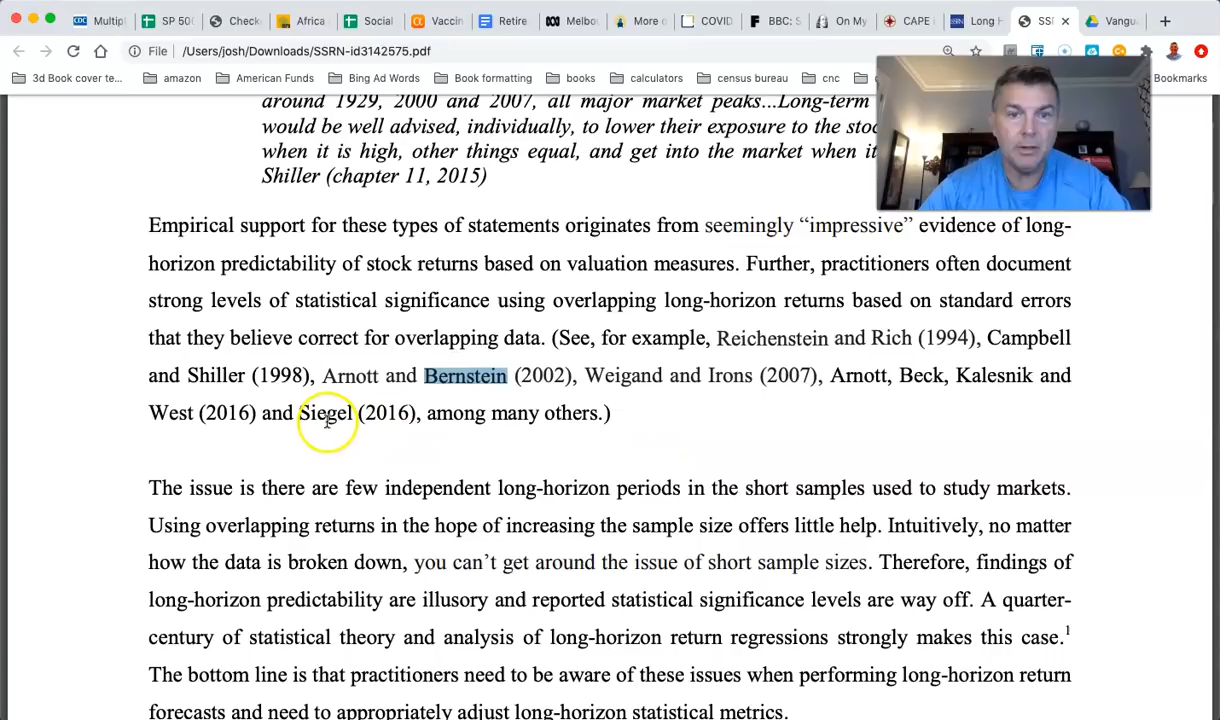 CDC Multipl
SP 50(
Check
Africa
Social
Vaccin
Retire
Melbo
More o
COVID
F BBC: S
On My
CAPE
Long H
SSI
Vangu
File /Users/josh/Downloads/SSRN-id3142575.pdf
3d Book cover te...
amazon
American Funds
Bing Ad Words
Book formatting
books
calculators
census bureau
cnc
Bookmarks
around 1929, 2000 and 2007, all major market peaks...Long-term
would be well advised, individually, to lower their exposure to the stoc
when it is high, other things equal, and get into the market when it
Shiller (chapter 11, 2015)
Empirical support for these types of statements originates from seemingly “impressive” evidence of long-
horizon predictability of stock returns based on valuation measures. Further, practitioners often document
strong levels of statistical significance using overlapping long-horizon returns based on standard errors
that they believe correct for overlapping data. (See, for example, Reichenstein and Rich (1994), Campbell
and Shiller (1998), Arnott and Bernstein (2002), Weigand and Irons (2007), Arnott, Beck, Kalesnik and
West (2016) and Siegel (2016), among many others.)
The issue is there are few independent long-horizon periods in the short samples used to study markets.
Using overlapping returns in the hope of increasing the sample size offers little help. Intuitively, no matter
how the data is broken down, you can’t get around the issue of short sample sizes. Therefore, findings of
long-horizon predictability are illusory and reported statistical significance levels are way off. A quarter-
century of statistical theory and analysis of long-horizon return regressions strongly makes this case.1
The bottom line is that practitioners need to be aware of these issues when performing long-horizon return
forecasts and need to appropriately adjust long-horizon statistical metrics.